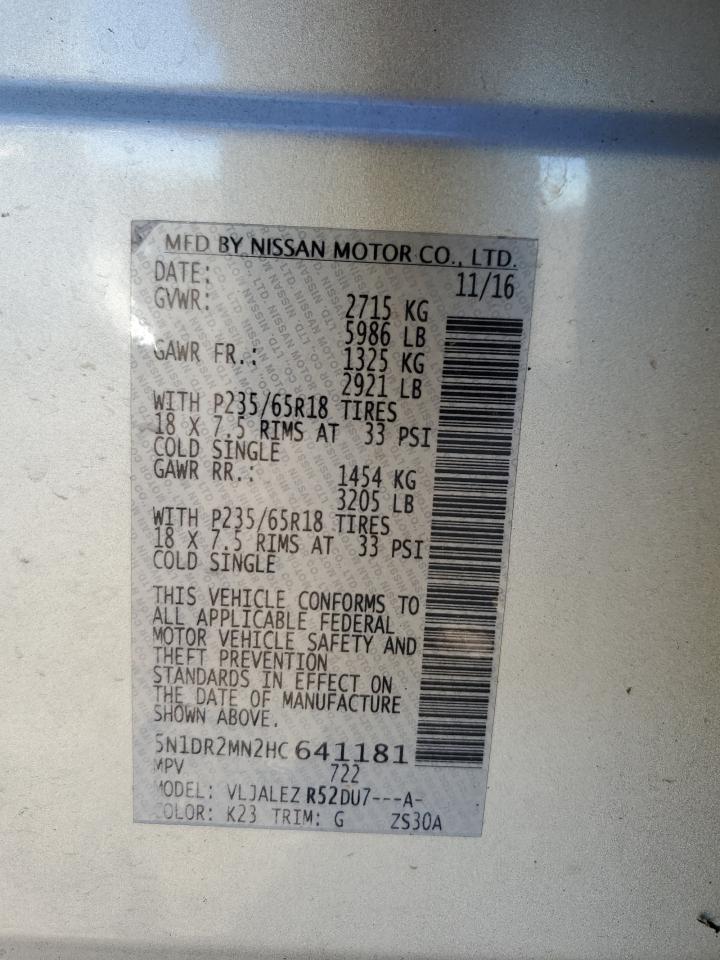 MFD BY NISSAN MOTOR CO., LTD.
DATE: 11/16
GVWR: 2715 KG
5986 LB
GAWR FR.: 1325 KG
2921 LB
WITH P235/65R18 TIRES
18 X 7.5 RIMS AT 33 PSI
COLD SINGLE
GAWR RR.: 1454 KG
3205 LB
WITH P235/65R18 TIRES
18 X 7.5 RIMS AT 33 PSI
COLD SINGLE
THIS VEHICLE CONFORMS TO
ALL APPLICABLE FEDERAL
MOTOR VEHICLE SAFETY AND
THEFT PREVENTION
STANDARDS IN EFFECT ON
THE DATE OF MANUFACTURE
SHOWN ABOVE.
5N1DR2MN2HC641181
MPV 722
MODEL: VLJALEZ R52DU7---A-
COLOR: K23 TRIM: G ZS30A